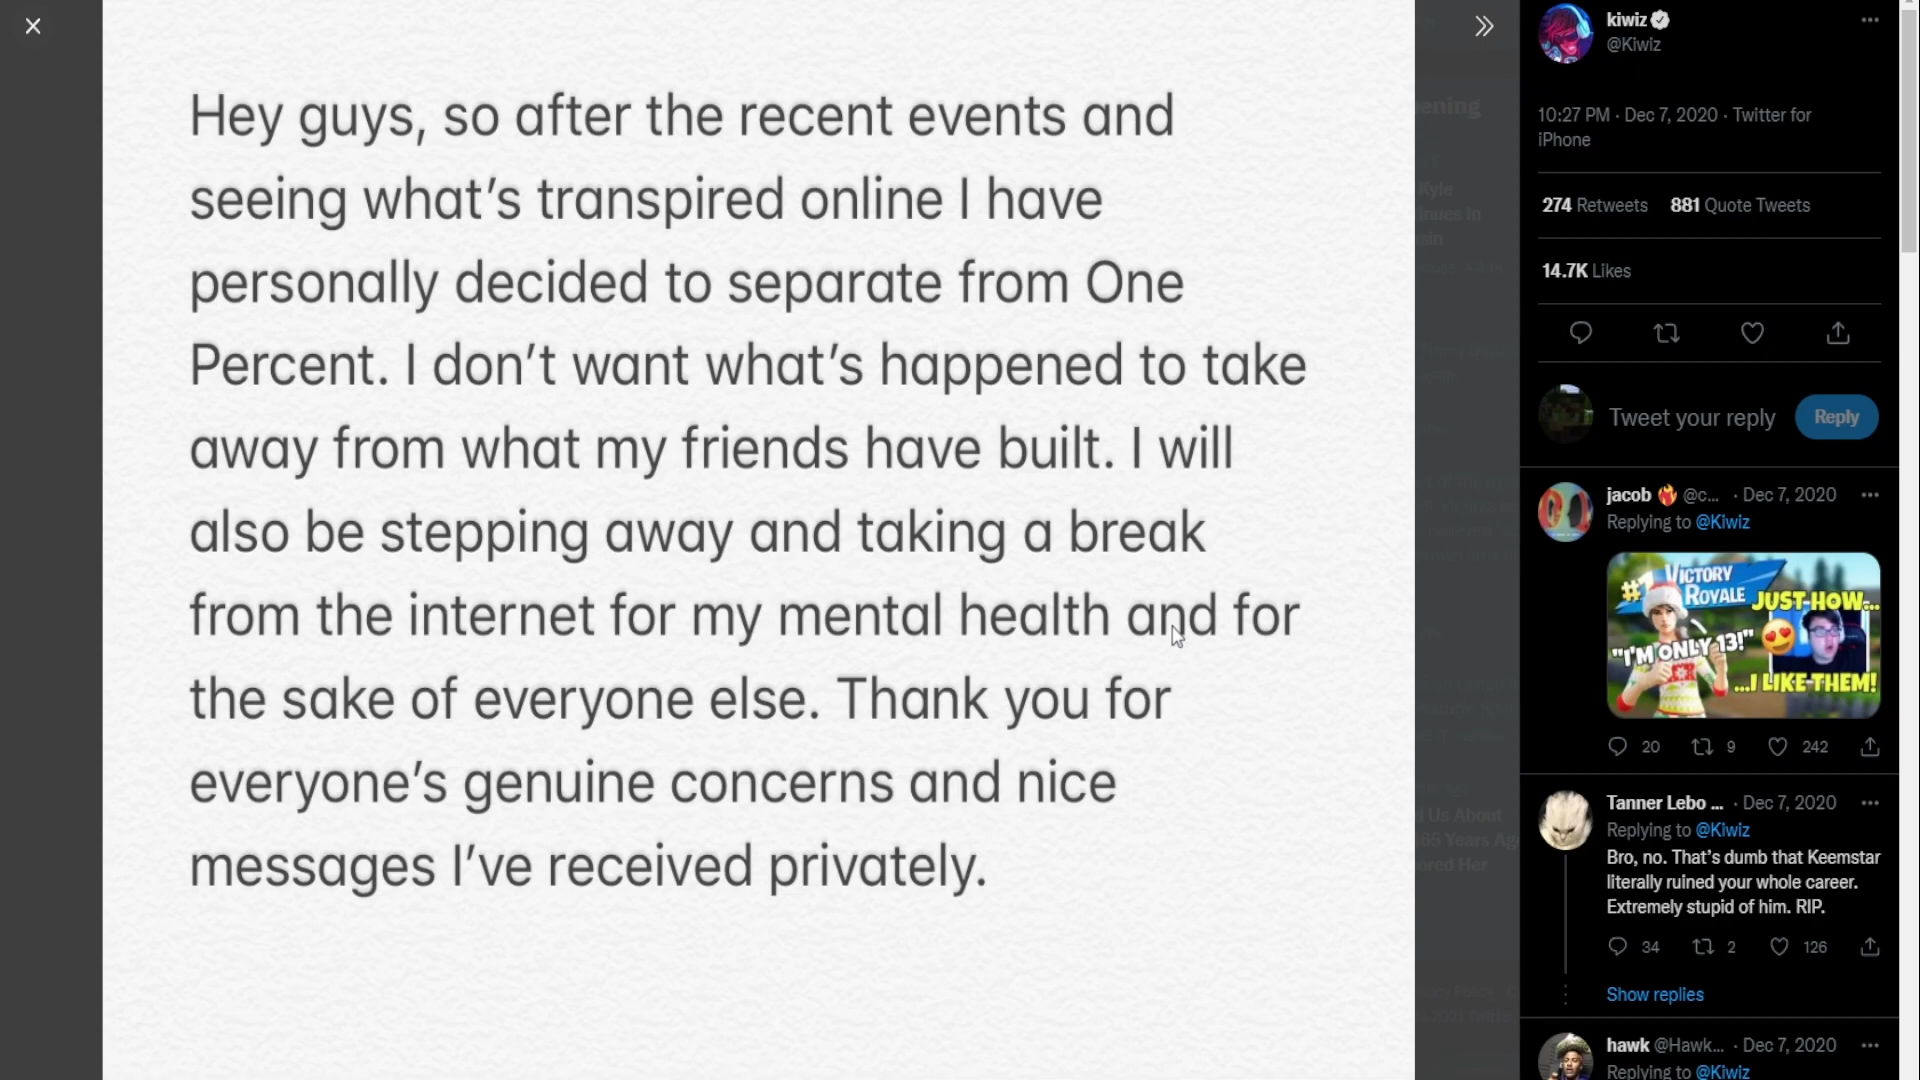 Hey guys, so after the recent events and
seeing what's transpired online I have
personally decided to separate from One
Percent. I don't want what's happened to take
away from what my friends have built. I will
also be stepping away and taking a break
from the internet for my mental health and for
the sake of everyone else. Thank you for
everyone's genuine concerns and nice
messages I've received privately.
kiwiz
@Kiwiz
10:27 PM · Dec 7, 2020 · Twitter for
iPhone
274 Retweets 881 Quote Tweets
14.7K Likes
Tweet your reply Reply
jacob 🔥 @c... · Dec 7, 2020
Replying to @Kiwiz
#1 VICTORY
ROYALE
JUST HOW...
"I'M ONLY 13!"
...I LIKE THEM!
20 9 242
Tanner Lebo ... · Dec 7, 2020
Replying to @Kiwiz
Bro, no. That's dumb that Keemstar
literally ruined your whole career.
Extremely stupid of him. RIP.
34 2 126
Show replies
hawk @Hawk... · Dec 7, 2020
Replying to @Kiwiz